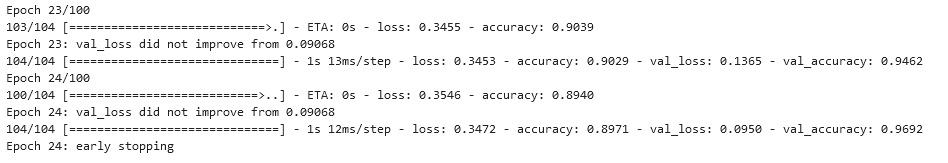 Epoch 23/100
103/104 [============================>.] - ETA: 0s - loss: 0.3455 - accuracy: 0.9039
Epoch 23: val_loss did not improve from 0.09068
104/104 [==============================] - 1s 13ms/step - loss: 0.3453 - accuracy: 0.9029 - val_loss: 0.1365 - val_accuracy: 0.9462
Epoch 24/100
100/104 [===========================>..] - ETA: 0s - loss: 0.3546 - accuracy: 0.8940
Epoch 24: val_loss did not improve from 0.09068
104/104 [==============================] - 1s 12ms/step - loss: 0.3472 - accuracy: 0.8971 - val_loss: 0.0950 - val_accuracy: 0.9692
Epoch 24: early stopping